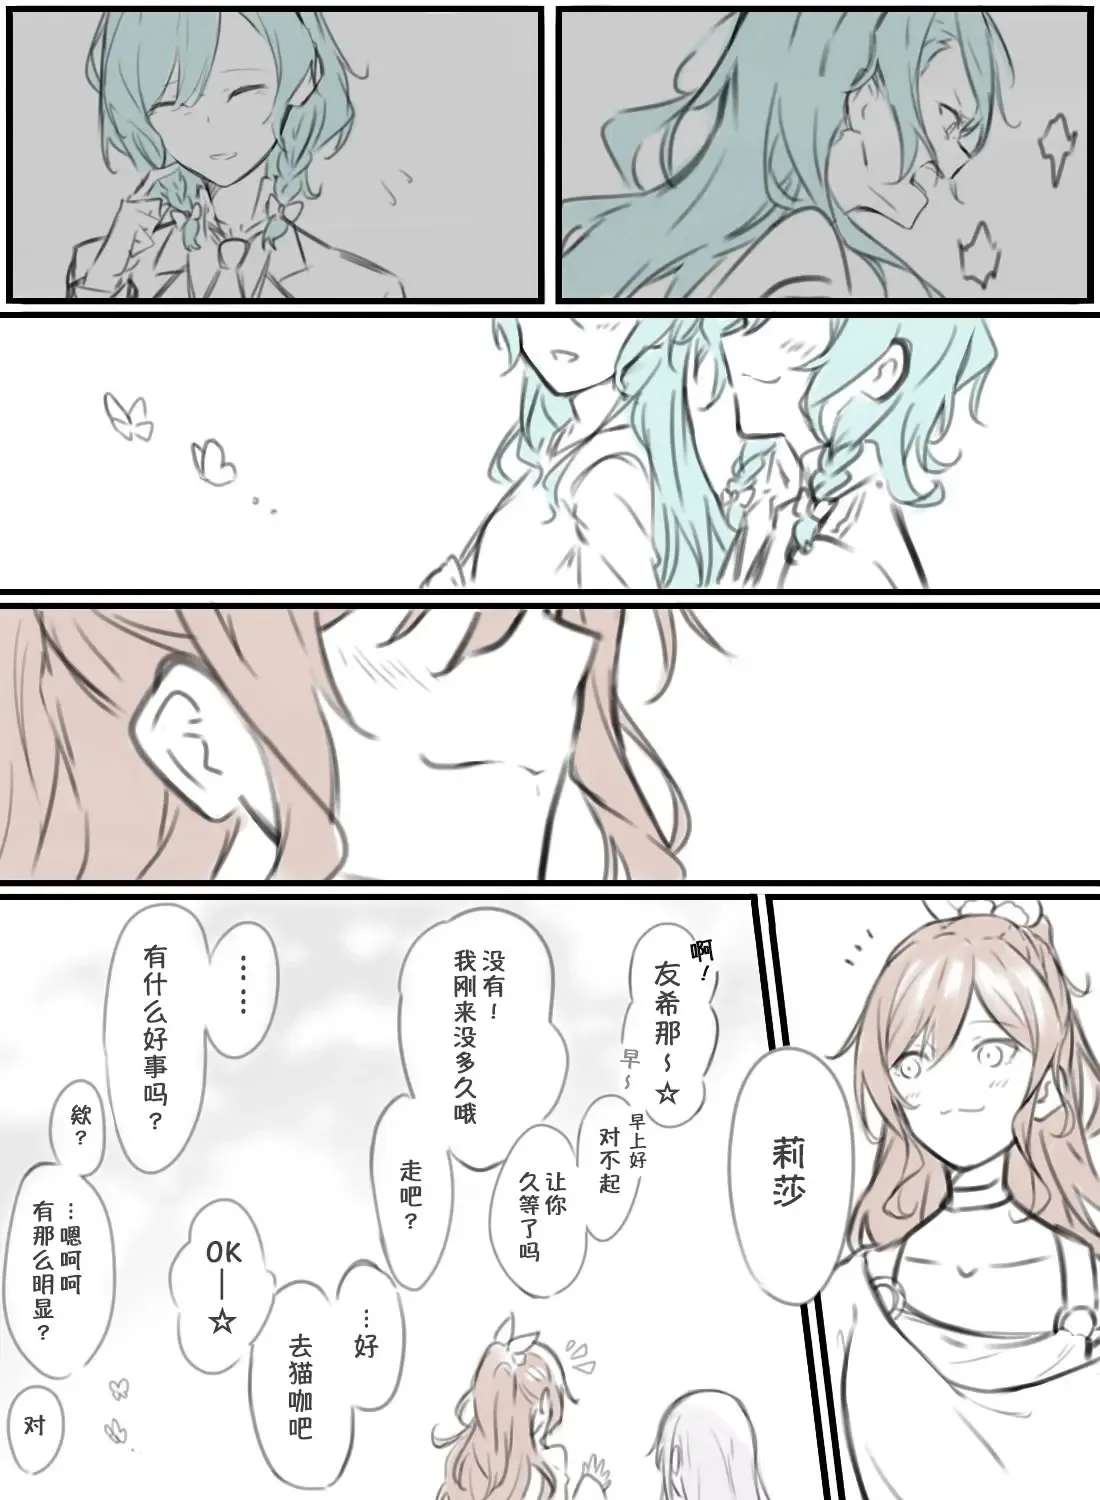 莉莎
啊！
友希那～☆
早～
早上好
对不起
让你
久等了吗
没有！
我刚来没多久哦
走吧？
…好
去猫咖吧
OK—☆
……
有什么好事吗？
欸？
…嗯呵呵
有那么明显？
对